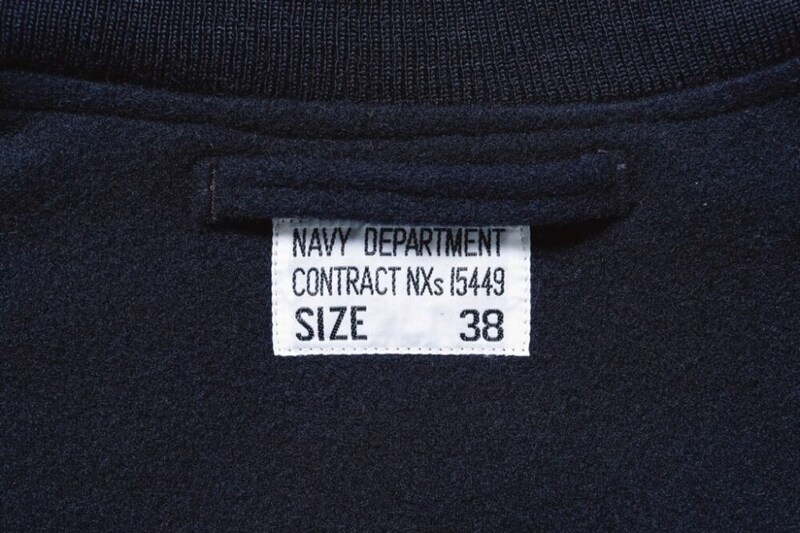 NAVY DEPARTMENT
CONTRACT NXs 15449
SIZE 38